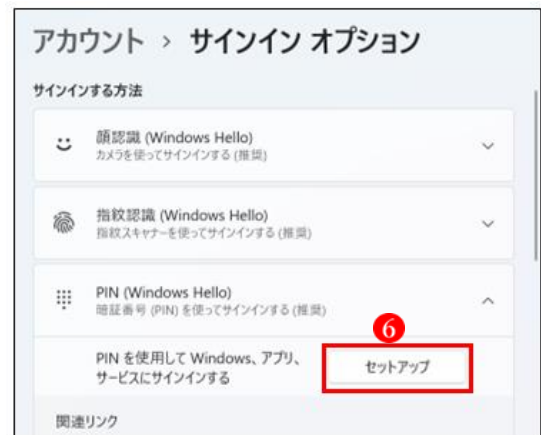 アカウント > サインイン オプション
サインインする方法
顔認識 (Windows Hello)
カメラを使ってサインインする (推奨)
指紋認識 (Windows Hello)
指紋スキャナーを使ってサインインする (推奨)
PIN (Windows Hello)
暗証番号 (PIN) を使ってサインインする (推奨)
6
PIN を使用して Windows、アプリ、
サービスにサインインする
セットアップ
関連リンク